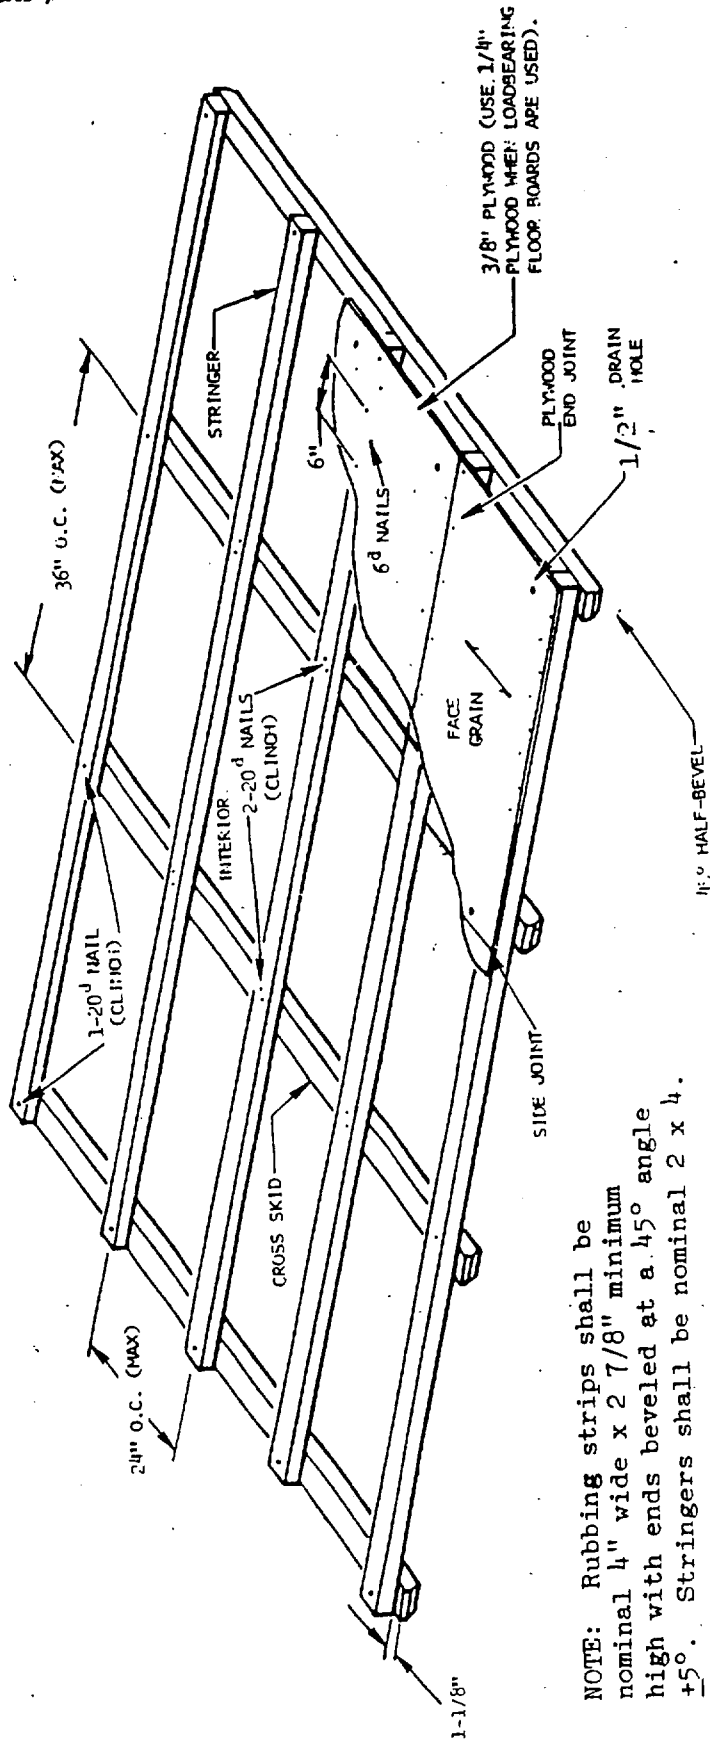 36" O.C. (MAX)
STRINGER
3/8" PLYWOOD (USE 1/4"
PLYWOOD WHEN LOADBEARING
FLOOR BOARDS ARE USED).
6"
6d NAILS
PLYWOOD
END JOINT
1/2" DRAIN
HOLE
1-20d NAIL
(CLINCH)
INTERIOR
2-20d NAILS
(CLINCH)
FACE
GRAIN
CROSS SKID
24" O.C. (MAX)
SIDE JOINT
45° HALF-BEVEL
1-1/8"
NOTE: Rubbing strips shall be
nominal 4" wide x 2 7/8" minimum
high with ends beveled at a 45° angle
±5°. Stringers shall be nominal 2 x 4.